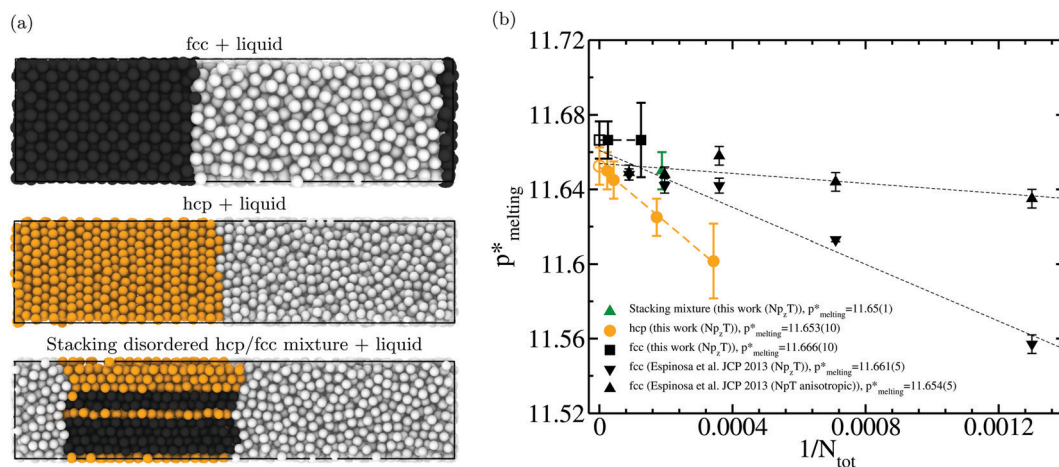 (a)
fcc + liquid
hcp + liquid
Stacking disordered hcp/fcc mixture + liquid
(b)
11.72
11.68
11.64
11.6
11.56
11.52
p*melting
0
0.0004
0.0008
0.0012
1/Ntot
Stacking mixture (this work (NpzT)), p*melting=11.65(1)
hcp (this work (NpzT)), p*melting=11.653(10)
fcc (this work (NpzT)), p*melting=11.666(10)
fcc (Espinosa et al. JCP 2013 (NpzT)), p*melting=11.661(5)
fcc (Espinosa et al. JCP 2013 (NpT anisotropic)), p*melting=11.654(5)